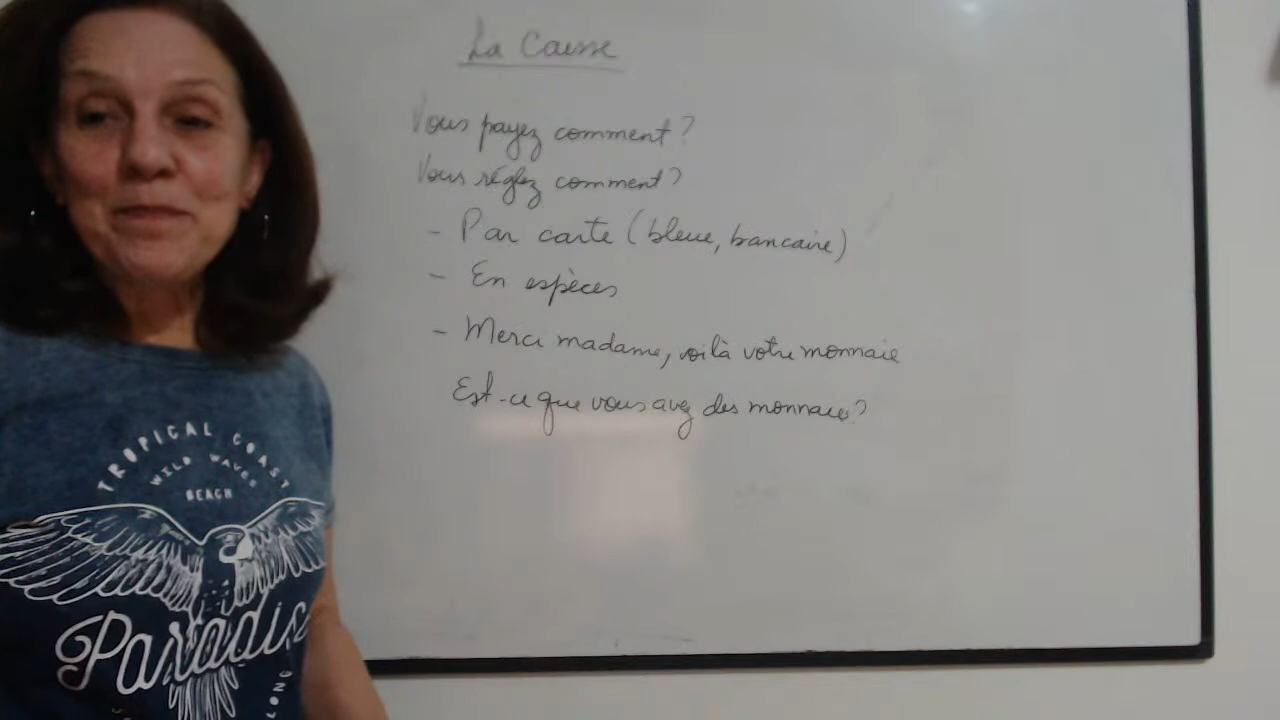 La Caisse
Vous payez comment?
Vous réglez comment?
- Par carte (bleue, bancaire)
- En espèces
- Merci madame, voilà votre monnaie
Est-ce que vous avez des monnaies?
TROPICAL COAST
WILD WAVES
BEACH
Paradise
LONG